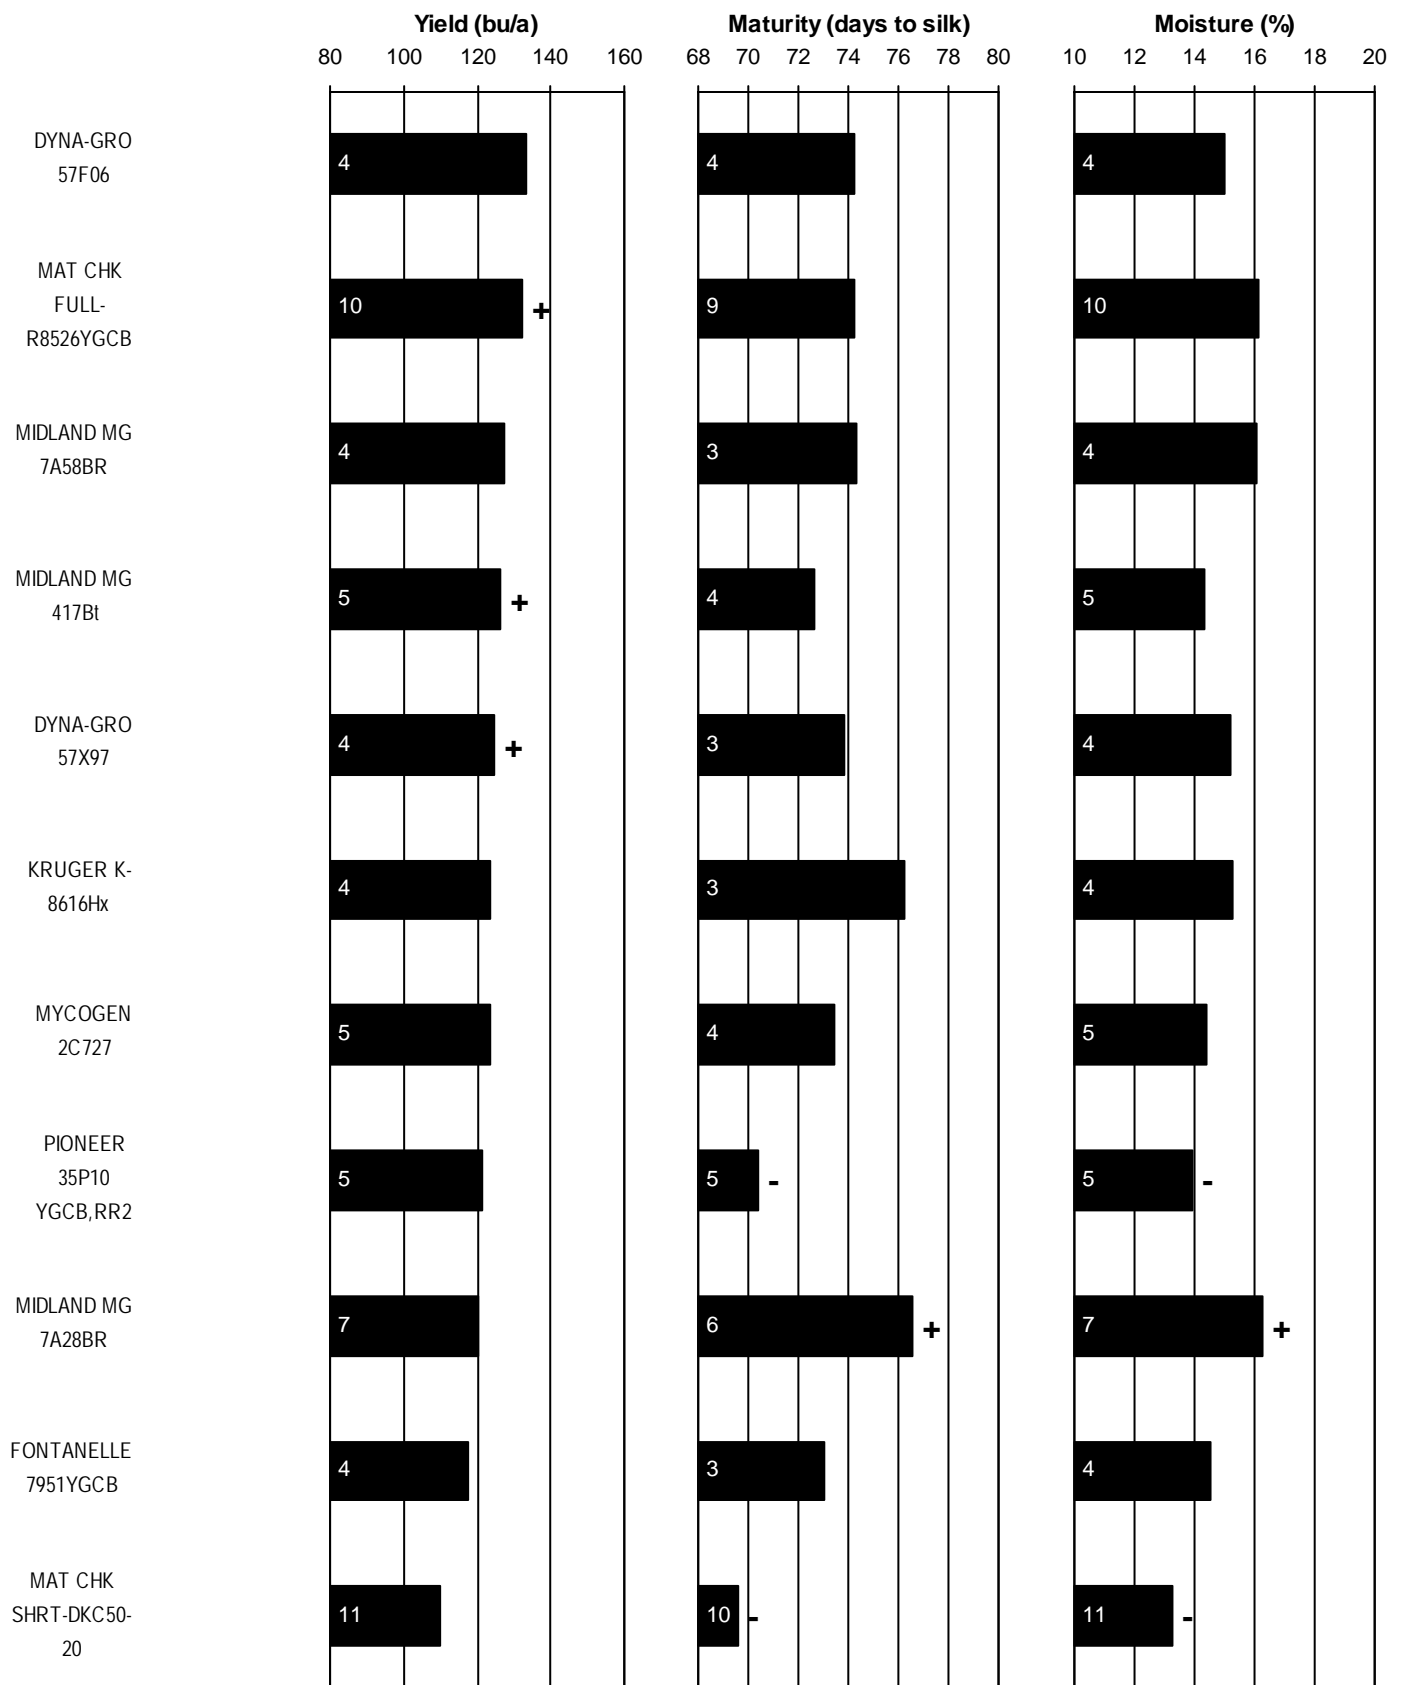 Yield (bu/a) Maturity (days to silk) Moisture (%)
80 100 120 140 160 68 70 72 74 76 78 80 10 12 14 16 18 20
DYNA-GRO
57F06
4 4 4
MAT CHK
FULL-
R8526YGCB
10 + 9 10
MIDLAND MG
7A58BR
4 3 4
MIDLAND MG
417Bt
5 + 4 5
DYNA-GRO
57X97
4 + 3 4
KRUGER K-
8616Hx
4 3 4
MYCOGEN
2C727
5 4 5
PIONEER
35P10
YGCB,RR2
5 5 - 5 -
MIDLAND MG
7A28BR
7 6 + 7 +
FONTANELLE
7951YGCB
4 3 4
MAT CHK
SHRT-DKC50-
20
11 10 - 11 -